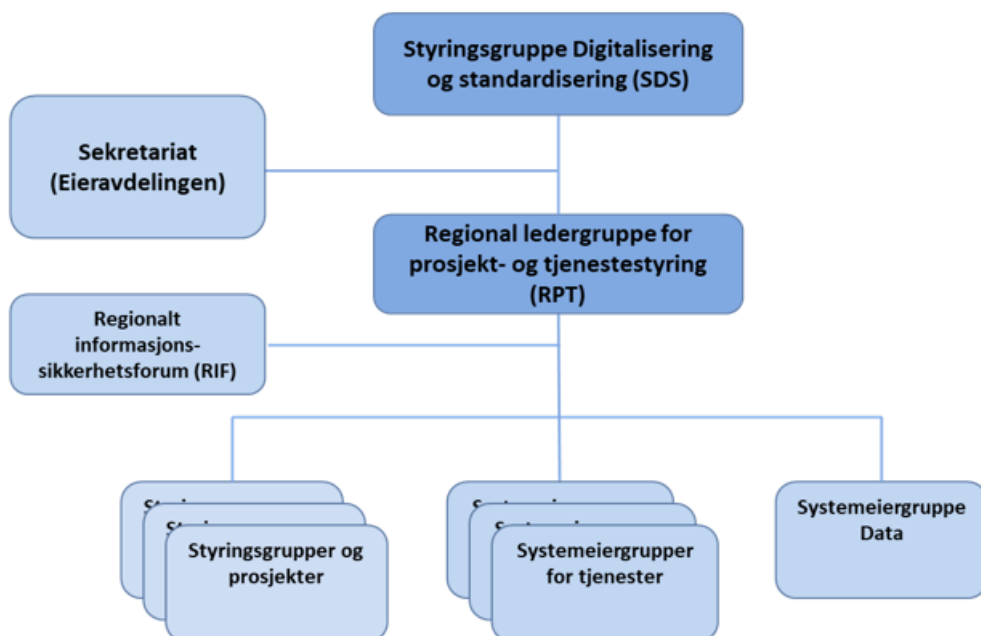 Styringsgruppe Digitalisering
og standardisering (SDS)
Sekretariat
(Eieravdelingen)
Regional ledergruppe for
prosjekt- og tjenestestyring
(RPT)
Regionalt
informasjons-
sikkerhetsforum (RIF)
Styringsgrupper og
prosjekter
Systemeiergrupper
for tjenester
Systemeiergruppe
Data